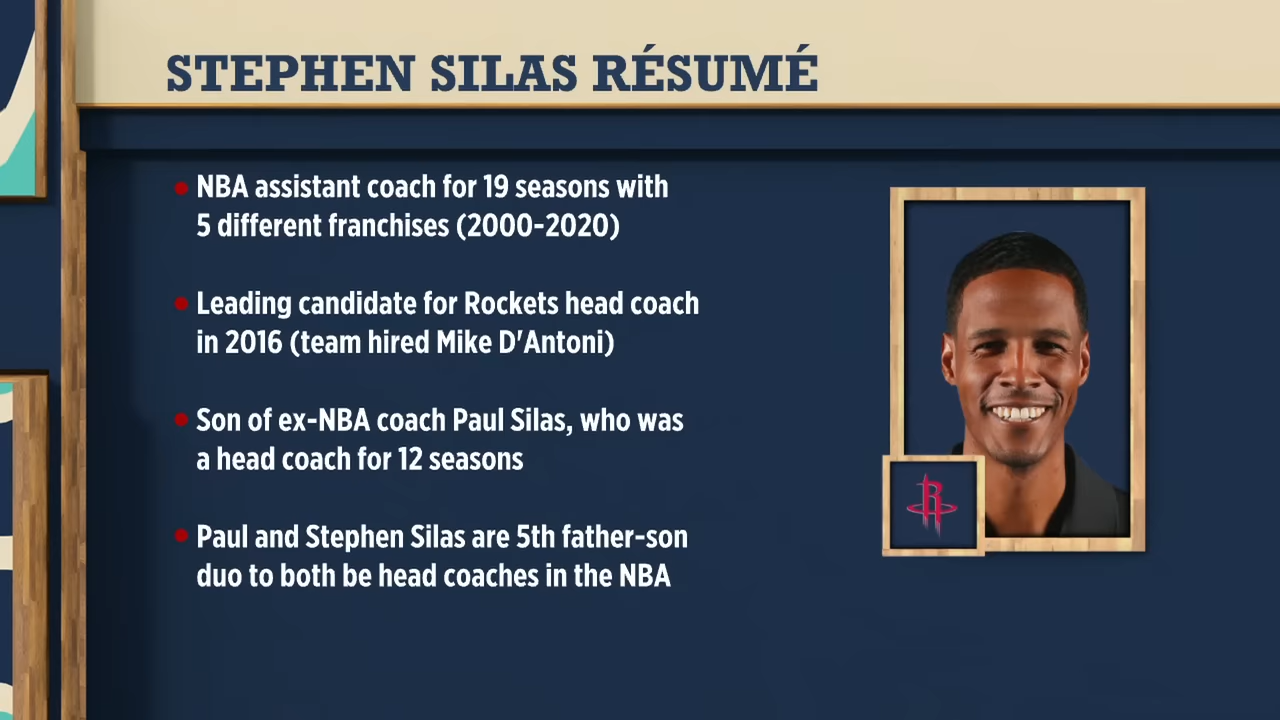 STEPHEN SILAS RÉSUMÉ
NBA assistant coach for 19 seasons with
5 different franchises (2000-2020)
Leading candidate for Rockets head coach
in 2016 (team hired Mike D'Antoni)
Son of ex-NBA coach Paul Silas, who was
a head coach for 12 seasons
Paul and Stephen Silas are 5th father-son
duo to both be head coaches in the NBA
R